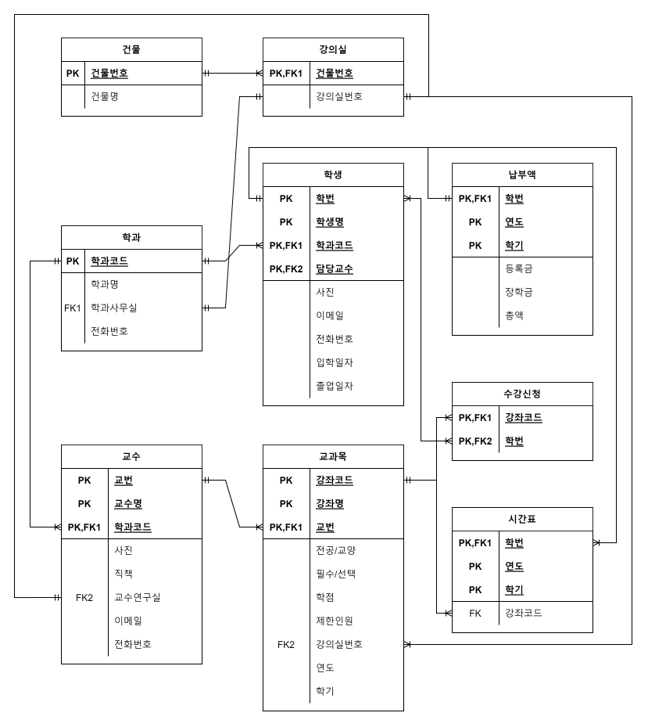 건물
PK 건물번호
건물명
강의실
PK,FK1 건물번호
강의실번호
학생
PK 학번
PK 학생명
PK,FK1 학과코드
PK,FK2 담당교수
사진
이메일
전화번호
입학일자
졸업일자
납부액
PK,FK1 학번
PK 연도
PK 학기
등록금
장학금
총액
학과
PK 학과코드
학과명
FK1 학과사무실
전화번호
수강신청
PK,FK1 강좌코드
PK,FK2 학번
교수
PK 교번
PK 교수명
PK,FK1 학과코드
사진
직책
FK2 교수연구실
이메일
전화번호
교과목
PK 강좌코드
PK 강좌명
PK,FK1 교번
전공/교양
필수/선택
학점
제한인원
FK2 강의실번호
연도
학기
시간표
PK,FK1 학번
PK 연도
PK 학기
FK 강좌코드